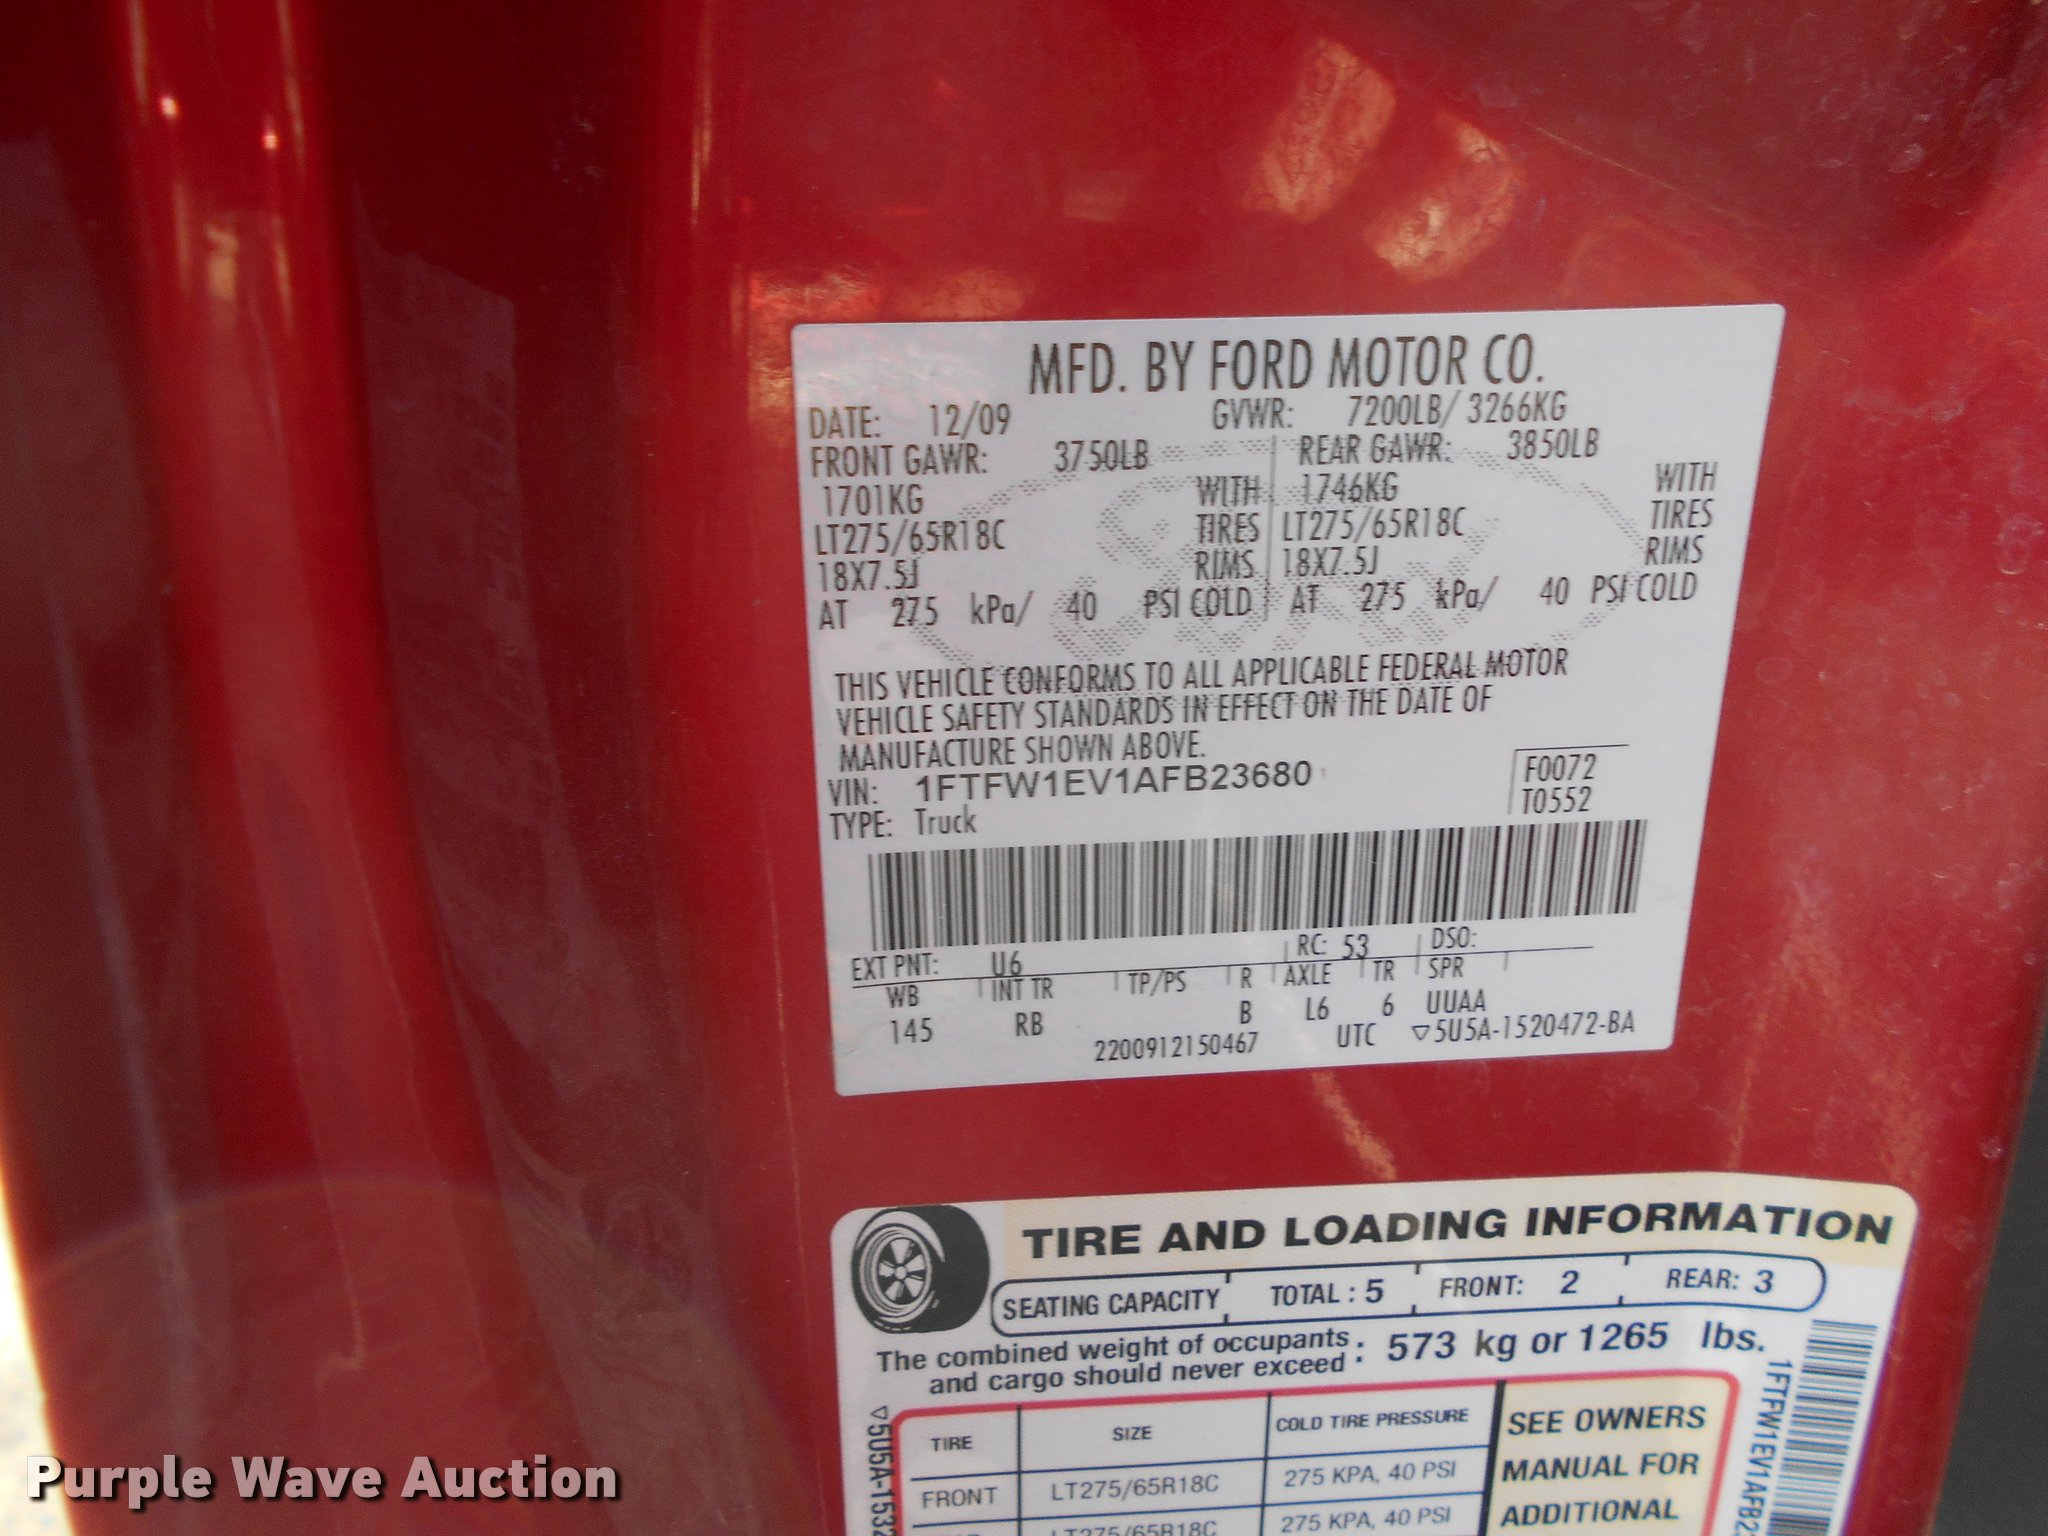 MFD. BY FORD MOTOR CO.
DATE: 12/09 GVWR: 7200LB/ 3266KG
FRONT GAWR: 3750LB REAR GAWR: 3850LB
1701KG WITH 1746KG WITH
LT275/65R18C TIRES LT275/65R18C TIRES
18X7.5J RIMS 18X7.5J RIMS
AT 275 kPa/ 40 PSI COLD AT 275 kPa/ 40 PSI COLD
THIS VEHICLE CONFORMS TO ALL APPLICABLE FEDERAL MOTOR
VEHICLE SAFETY STANDARDS IN EFFECT ON THE DATE OF
MANUFACTURE SHOWN ABOVE.
VIN: 1FTFW1EV1AFB23680 F0072
TYPE: Truck T0552
EXT PNT: U6 RC: 53 DSO:
WB INT TR TP/PS R AXLE TR SPR
145 RB B L6 6 UUAA
2200912150467 UTC ▽5U5A-1520472-BA
TIRE AND LOADING INFORMATION
SEATING CAPACITY TOTAL : 5 FRONT: 2 REAR: 3
The combined weight of occupants
and cargo should never exceed : 573 kg or 1265 lbs.
TIRE SIZE COLD TIRE PRESSURE SEE OWNERS
MANUAL FOR
ADDITIONAL
FRONT LT275/65R18C 275 KPA, 40 PSI
LT275/65R18C 275 KPA, 40 PSI
▽5U5A-1532
1FTFW1EV1AFB2
Purple Wave Auction